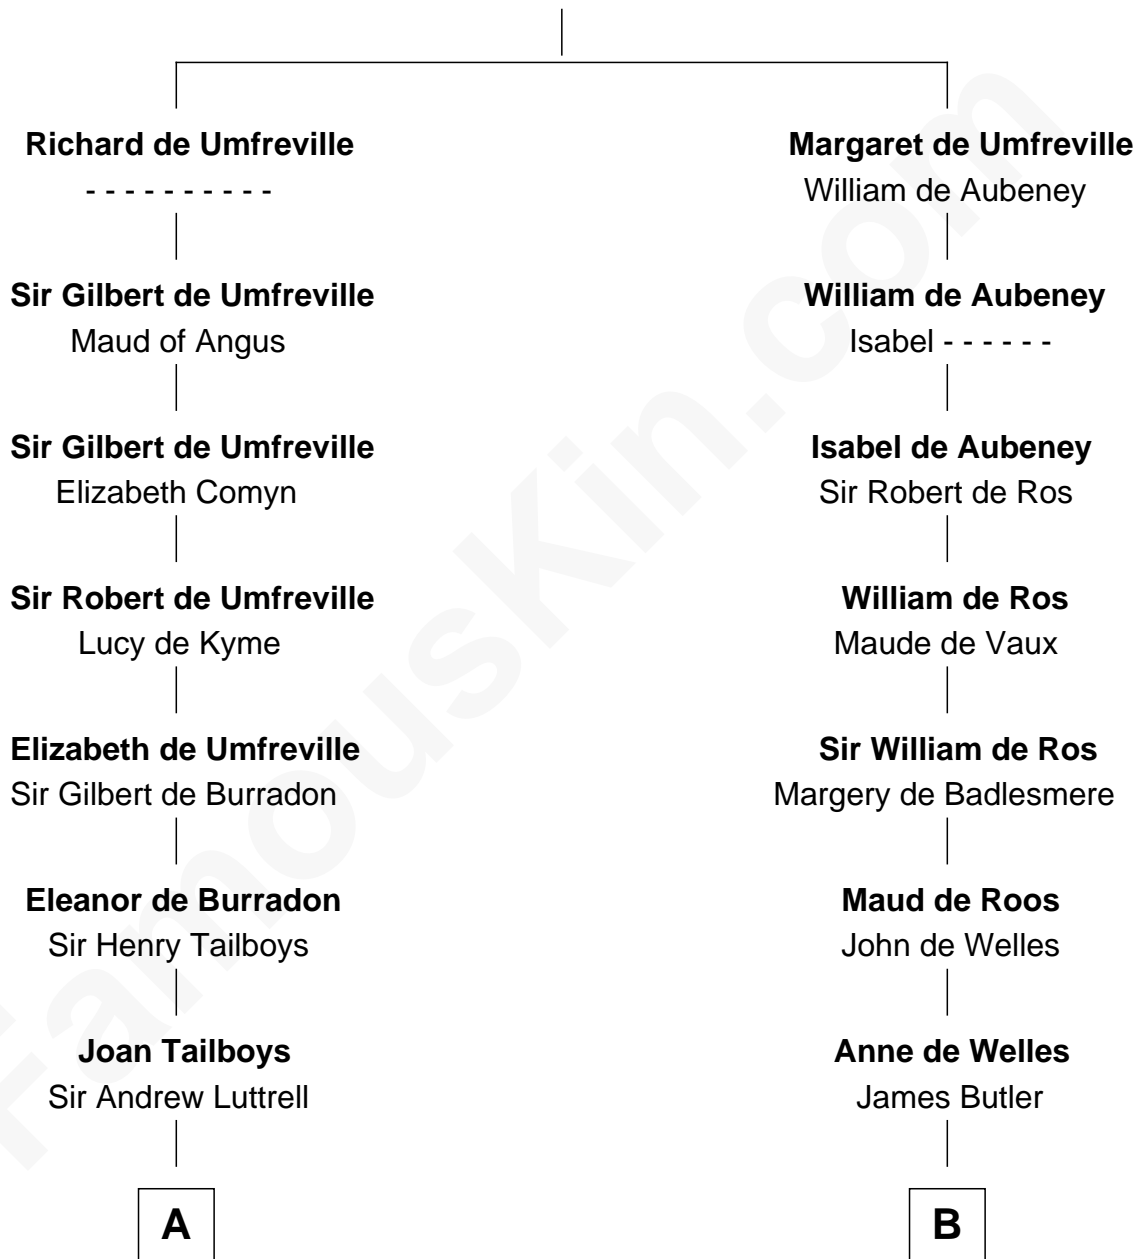 Richard de Umfreville
- - - - - - - - - -
Sir Gilbert de Umfreville
Maud of Angus
Sir Gilbert de Umfreville
Elizabeth Comyn
Sir Robert de Umfreville
Lucy de Kyme
Elizabeth de Umfreville
Sir Gilbert de Burradon
Eleanor de Burradon
Sir Henry Tailboys
Joan Tailboys
Sir Andrew Luttrell
A
Margaret de Umfreville
William de Aubeney
William de Aubeney
Isabel - - - - - -
Isabel de Aubeney
Sir Robert de Ros
William de Ros
Maude de Vaux
Sir William de Ros
Margery de Badlesmere
Maud de Roos
John de Welles
Anne de Welles
James Butler
B
FamousKin.com